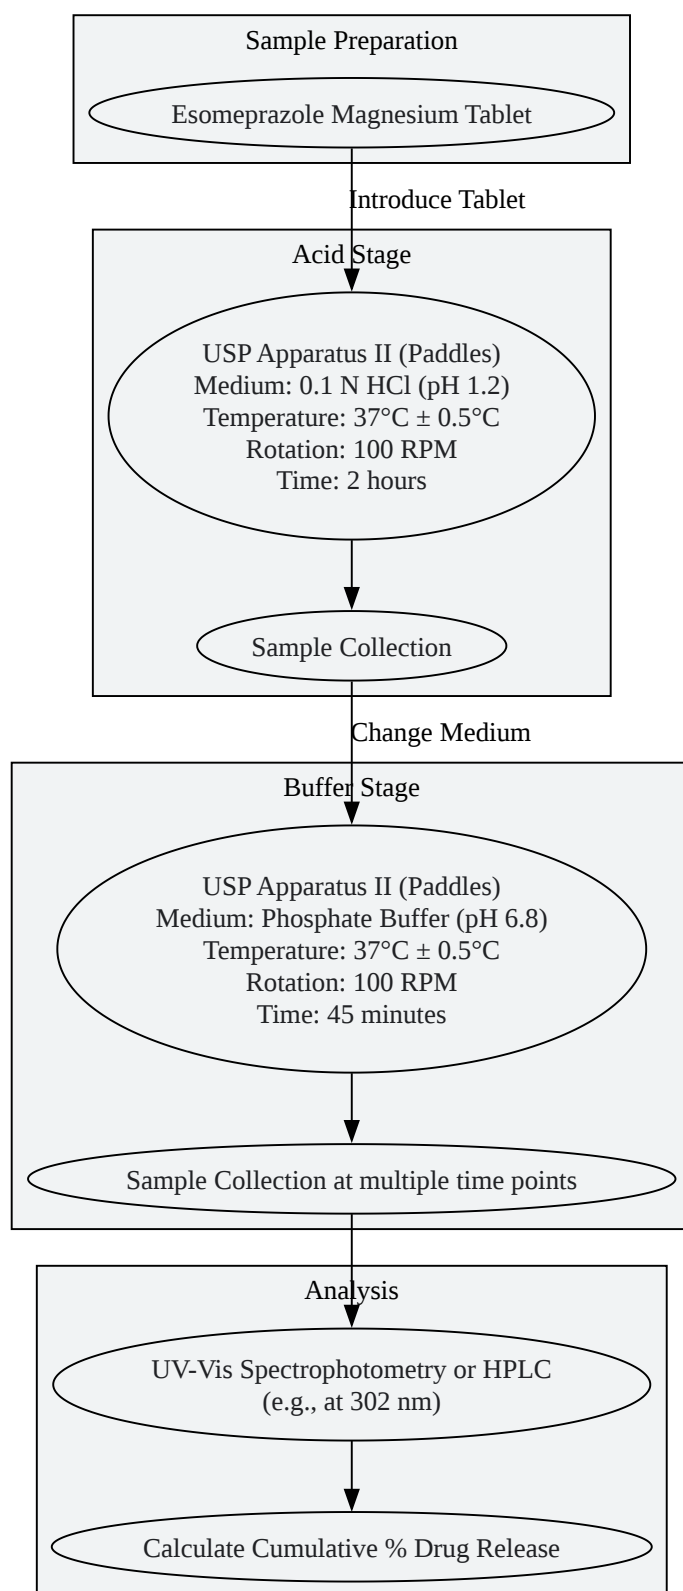 Sample Preparation
Esomeprazole Magnesium Tablet
Introduce Tablet
Acid Stage
USP Apparatus II (Paddles)
Medium: 0.1 N HCl (pH 1.2)
Temperature: 37°C ± 0.5°C
Rotation: 100 RPM
Time: 2 hours
Sample Collection
Change Medium
Buffer Stage
USP Apparatus II (Paddles)
Medium: Phosphate Buffer (pH 6.8)
Temperature: 37°C ± 0.5°C
Rotation: 100 RPM
Time: 45 minutes
Sample Collection at multiple time points
Analysis
UV-Vis Spectrophotometry or HPLC
(e.g., at 302 nm)
Calculate Cumulative % Drug Release